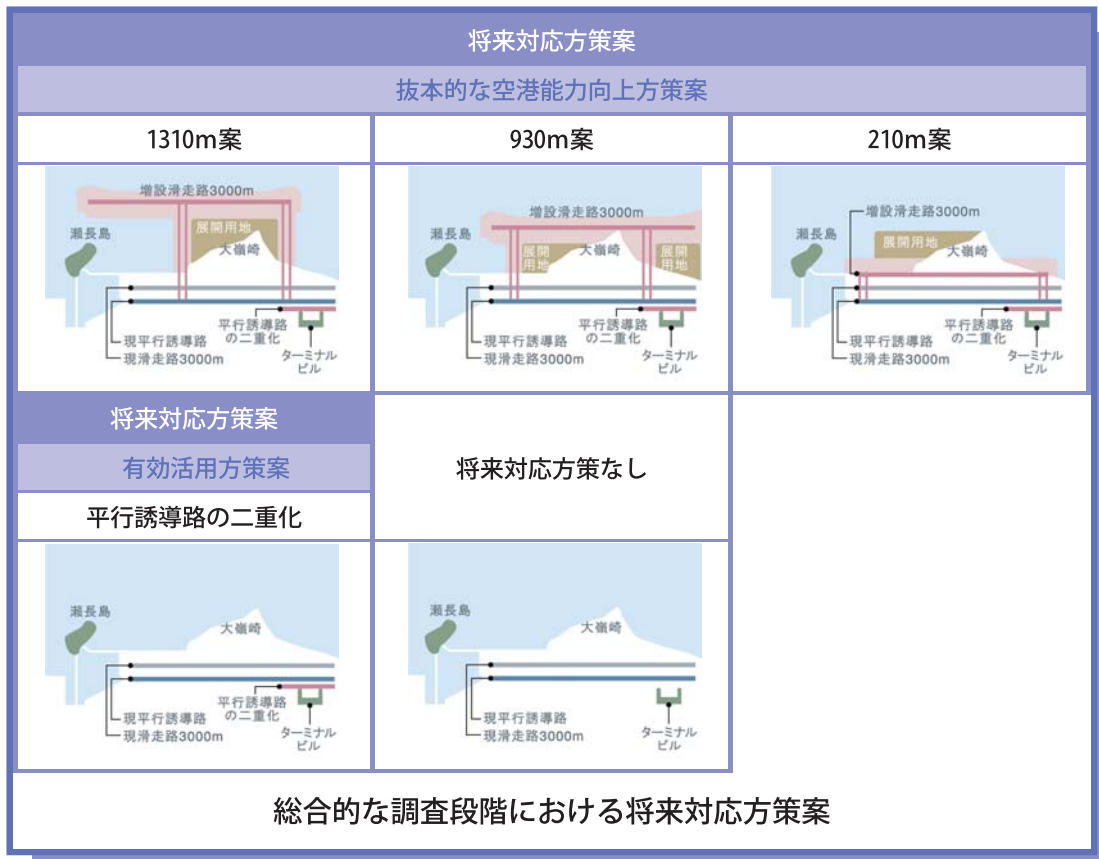 将来対応方策案
抜本的な空港能力向上方策案
1310m案
930m案
210m案
増設滑走路3000m
展開用地
瀬長島
大嶺崎
平行誘導路
の二重化
現平行誘導路
現滑走路3000m
ターミナル
ビル
増設滑走路3000m
瀬長島
展開
用地
大嶺崎
展開
用地
平行誘導路
の二重化
現平行誘導路
現滑走路3000m
ターミナル
ビル
増設滑走路3000m
瀬長島
展開用地
大嶺崎
平行誘導路
の二重化
現平行誘導路
現滑走路3000m
ターミナル
ビル
将来対応方策案
有効活用方策案
平行誘導路の二重化
将来対応方策なし
瀬長島
大嶺崎
平行誘導路
の二重化
現平行誘導路
現滑走路3000m
ターミナル
ビル
瀬長島
大嶺崎
現平行誘導路
現滑走路3000m
ターミナル
ビル
総合的な調査段階における将来対応方策案